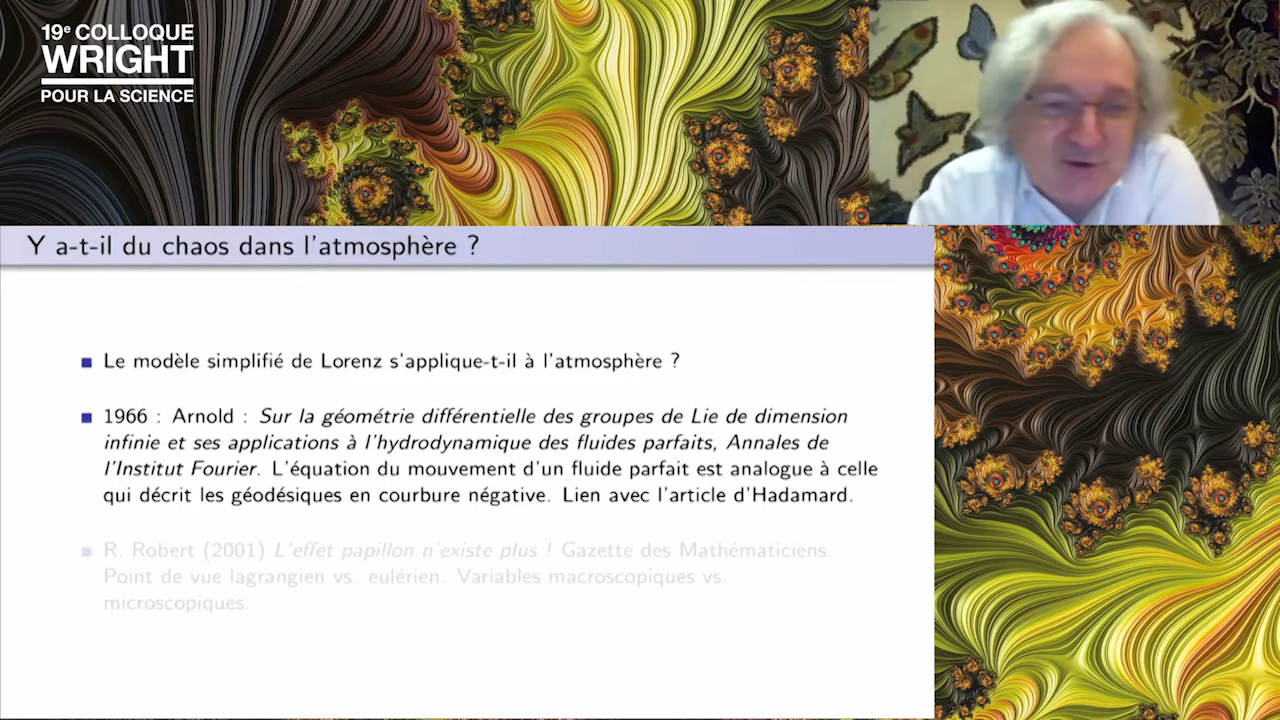 19e COLLOQUE
WRIGHT
POUR LA SCIENCE
Y a-t-il du chaos dans l'atmosphère ?
Le modèle simplifié de Lorenz s'applique-t-il à l'atmosphère ?
1966 : Arnold : Sur la géométrie différentielle des groupes de Lie de dimension
infinie et ses applications à l'hydrodynamique des fluides parfaits, Annales de
l'Institut Fourier. L'équation du mouvement d'un fluide parfait est analogue à celle
qui décrit les géodésiques en courbure négative. Lien avec l'article d'Hadamard.
R. Robert (2001) L'effet papillon n'existe plus ! Gazette des Mathématiciens.
Point de vue lagrangien vs. eulérien. Variables macroscopiques vs.
microscopiques.